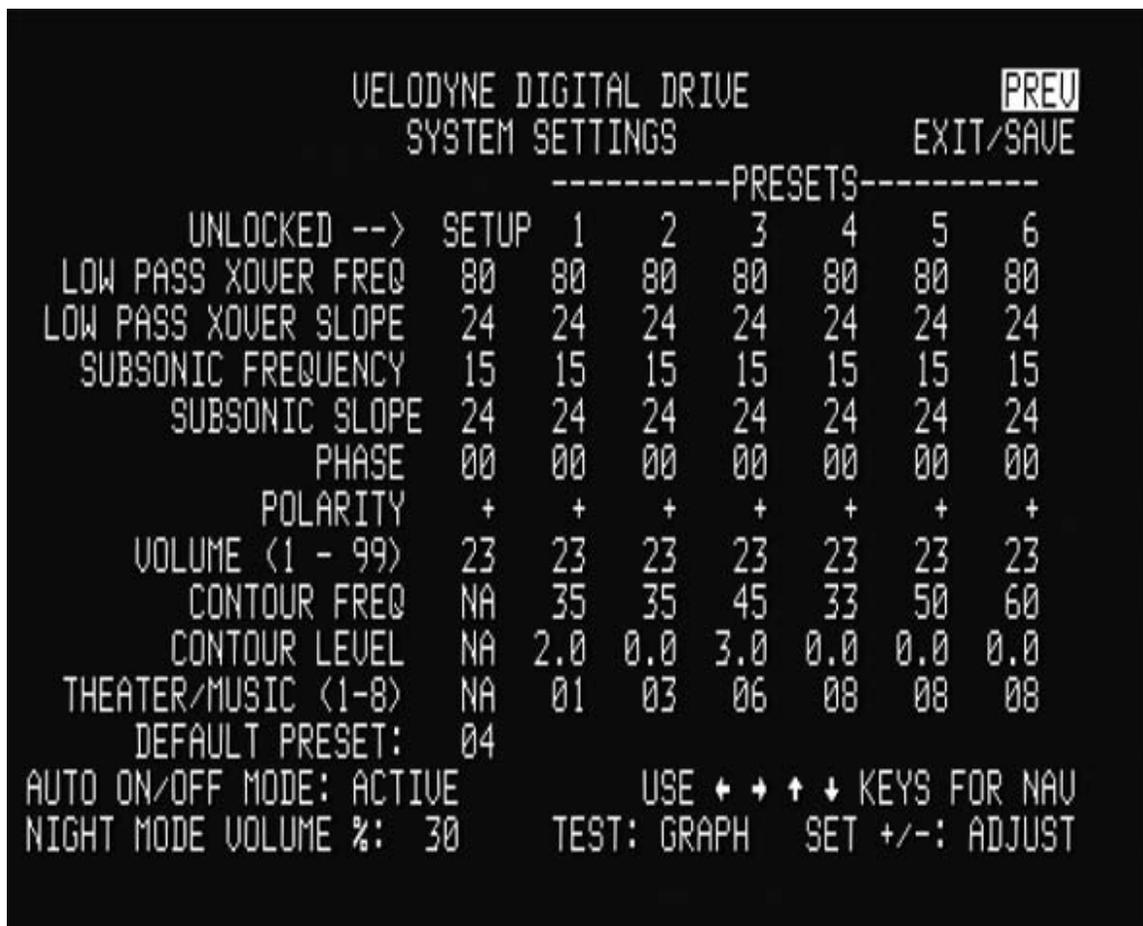 VELODYNE DIGITAL DRIVE PREV
SYSTEM SETTINGS EXIT/SAVE
----------PRESETS----------
UNLOCKED --> SETUP 1 2 3 4 5 6
LOW PASS XOVER FREQ 80 80 80 80 80 80 80
LOW PASS XOVER SLOPE 24 24 24 24 24 24 24
SUBSONIC FREQUENCY 15 15 15 15 15 15 15
SUBSONIC SLOPE 24 24 24 24 24 24 24
PHASE 00 00 00 00 00 00 00
POLARITY + + + + + + +
VOLUME (1 - 99) 23 23 23 23 23 23 23
CONTOUR FREQ NA 35 35 45 33 50 60
CONTOUR LEVEL NA 2.0 0.0 3.0 0.0 0.0 0.0
THEATER/MUSIC (1-8) NA 01 03 06 08 08 08
DEFAULT PRESET: 04
AUTO ON/OFF MODE: ACTIVE USE ← → ↑ ↓ KEYS FOR NAV
NIGHT MODE VOLUME %: 30 TEST: GRAPH SET +/-: ADJUST